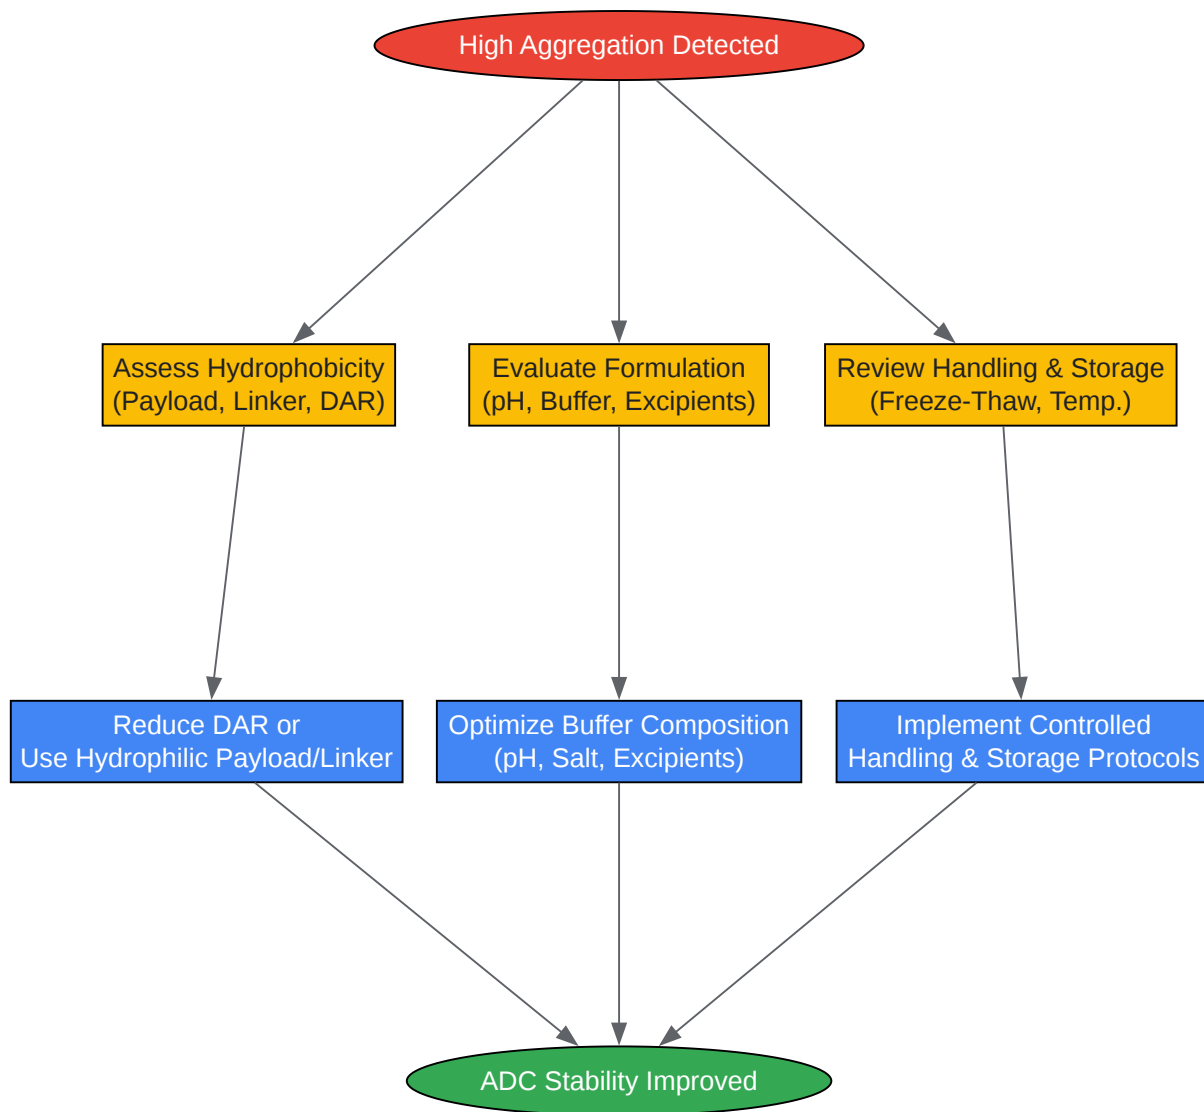 High Aggregation Detected
Assess Hydrophobicity
(Payload, Linker, DAR)
Evaluate Formulation
(pH, Buffer, Excipients)
Review Handling & Storage
(Freeze-Thaw, Temp.)
Reduce DAR or
Use Hydrophilic Payload/Linker
Optimize Buffer Composition
(pH, Salt, Excipients)
Implement Controlled
Handling & Storage Protocols
ADC Stability Improved